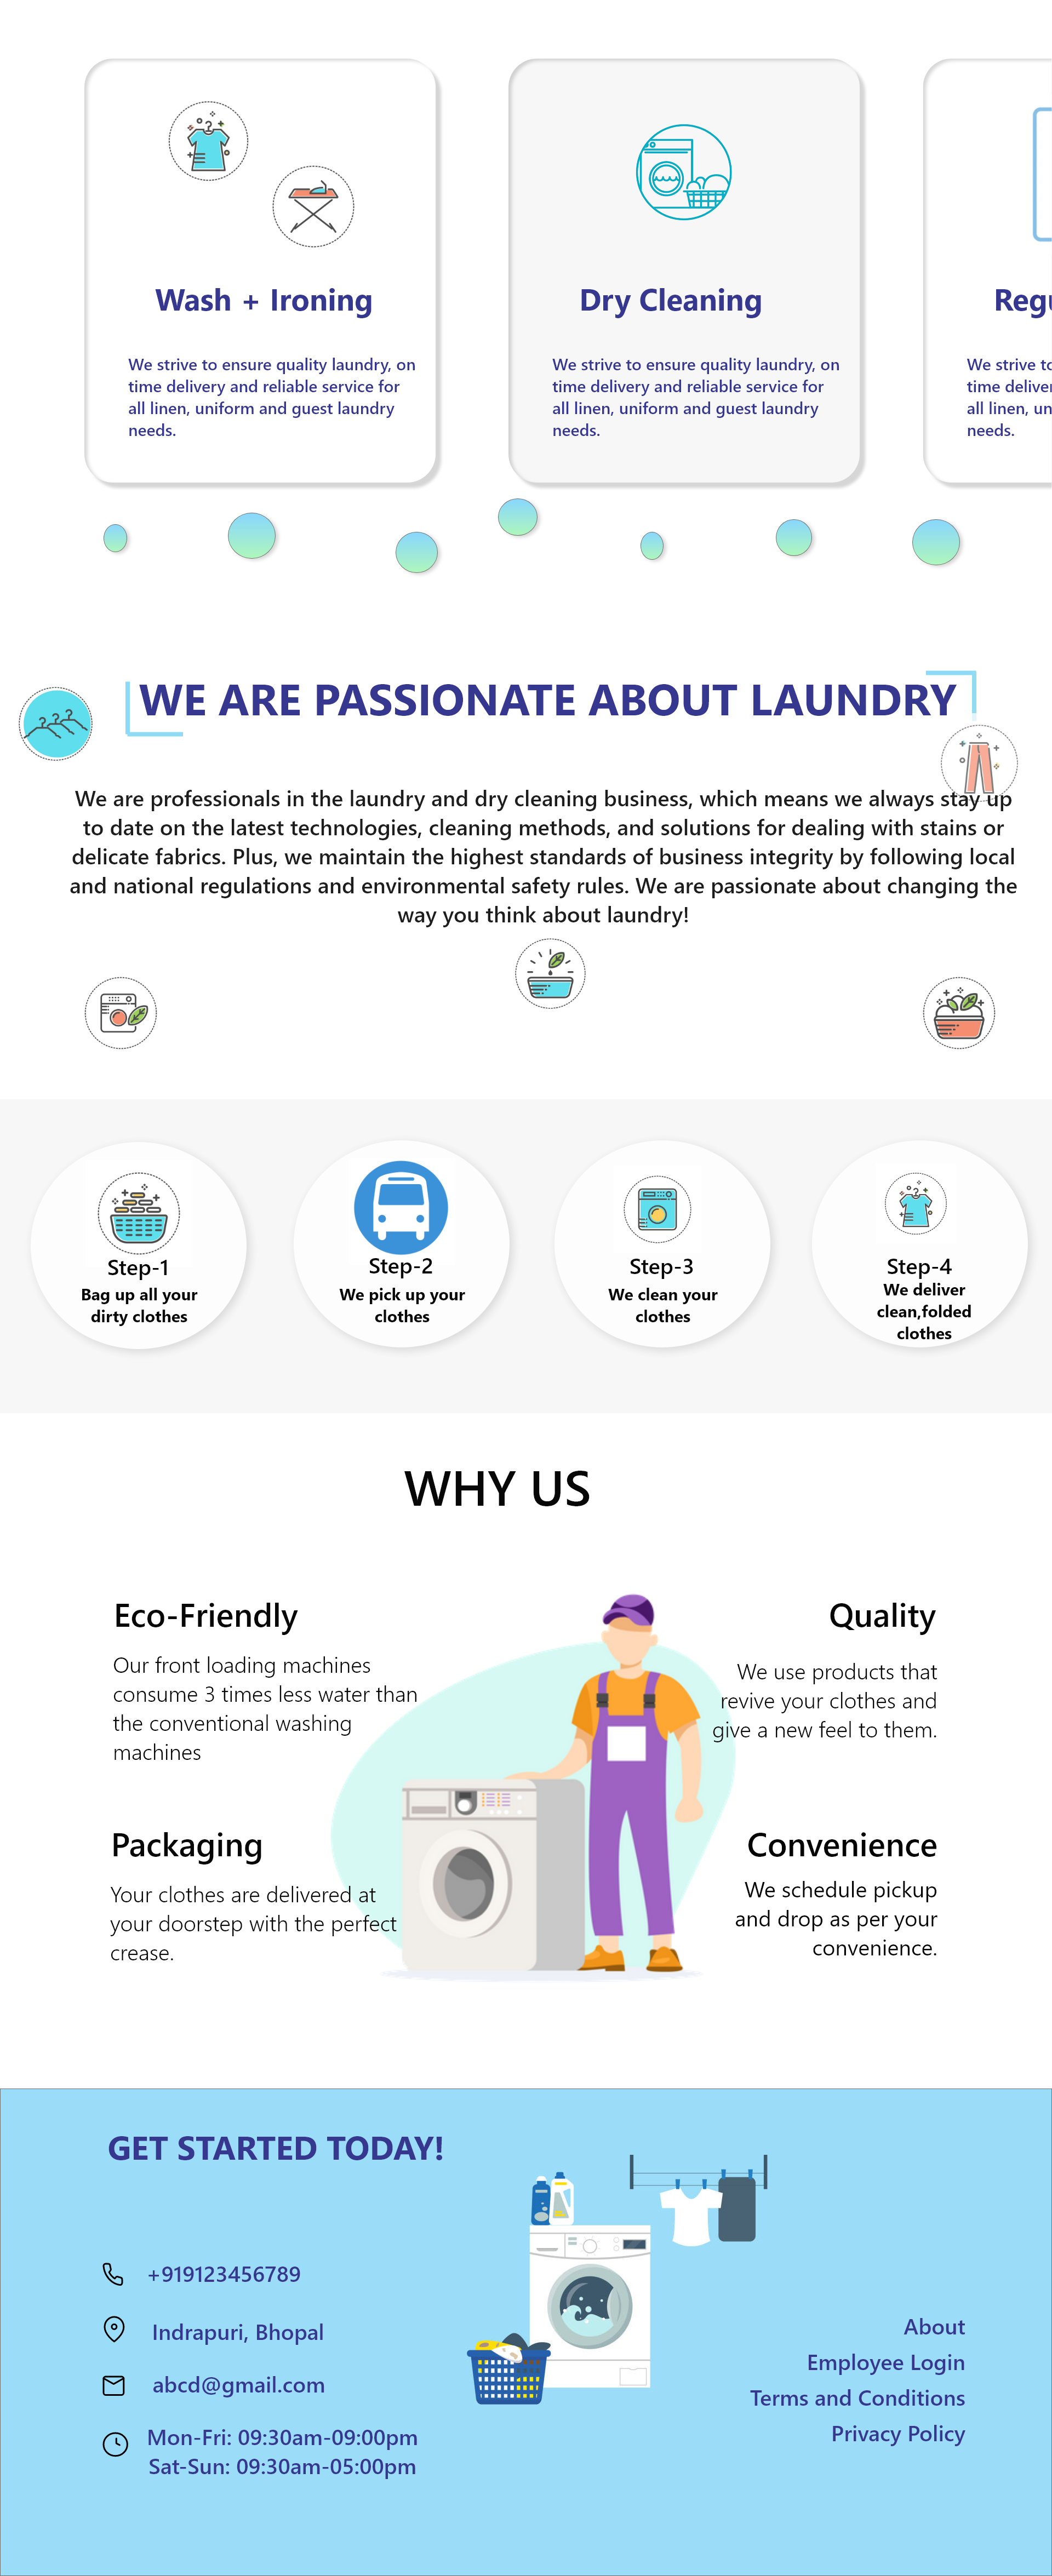 Wash + Ironing
We strive to ensure quality laundry, on
time delivery and reliable service for
all linen, uniform and guest laundry
needs.
Dry Cleaning
We strive to ensure quality laundry, on
time delivery and reliable service for
all linen, uniform and guest laundry
needs.
We strive
all linen,
needs.
WE ARE PASSIONATE ABOUT LAUNDRY
We are professionals in the laundry and dry cleaning business, which means we always stay up
to date on the latest technologies, cleaning methods, and solutions for dealing with stains or
delicate fabrics. Plus, we maintain the highest standards of business integrity by following local
and national regulations and environmental safety rules. We are passionate about changing the
way you think about laundry!
Step-1
Bag up all your
dirty clothes
Step-2
We pick up your
clothes
Step-3
We clean your
clothes
Step-4
We deliver
clean,folded
clothes
WHY US
Eco-Friendly
Our front loading machines
consume 3 times less water than
the conventional washing
machines
Quality
We use products that
revive your clothes and
give a new feel to them.
Packaging
Your clothes are delivered at
your doorstep with the perfect
crease.
Convenience
We schedule pickup
and drop as per your
convenience.
GET STARTED TODAY!
+919123456789
Indrapuri, Bhopal
abcd@gmail.com
Mon-Fri: 09:30am-09:00pm
Sat-Sun: 09:30am-05:00pm
About
Employee Login
Terms and Conditions
Privacy Policy